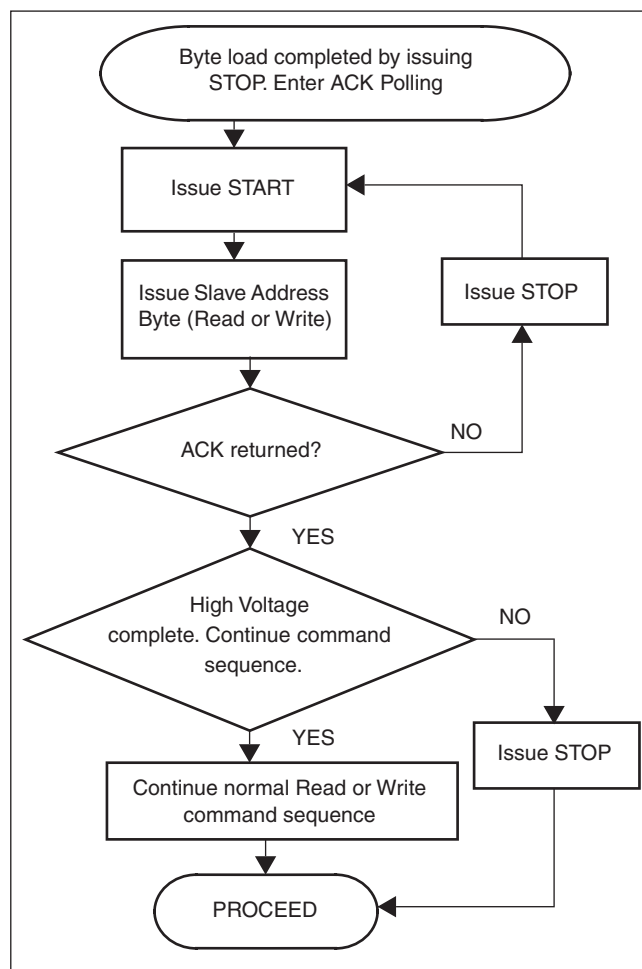 Byte load completed by issuing
STOP. Enter ACK Polling
Issue START
Issue Slave Address
Byte (Read or Write)
Issue STOP
ACK returned?
NO
YES
High Voltage
complete. Continue command
sequence.
NO
YES
Issue STOP
Continue normal Read or Write
command sequence
PROCEED